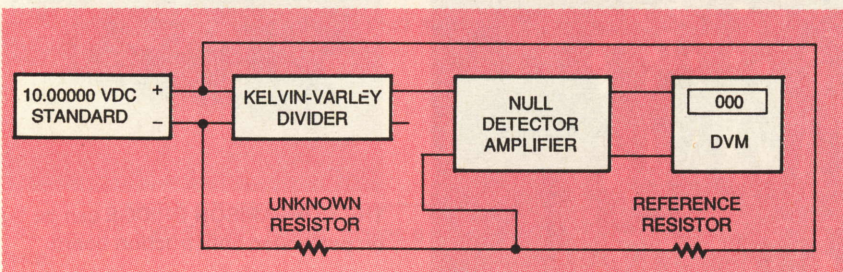 10.00000 VDC +
STANDARD −
KELVIN-VARLEY
DIVIDER
NULL
DETECTOR
AMPLIFIER
000
DVM
UNKNOWN
RESISTOR
REFERENCE
RESISTOR